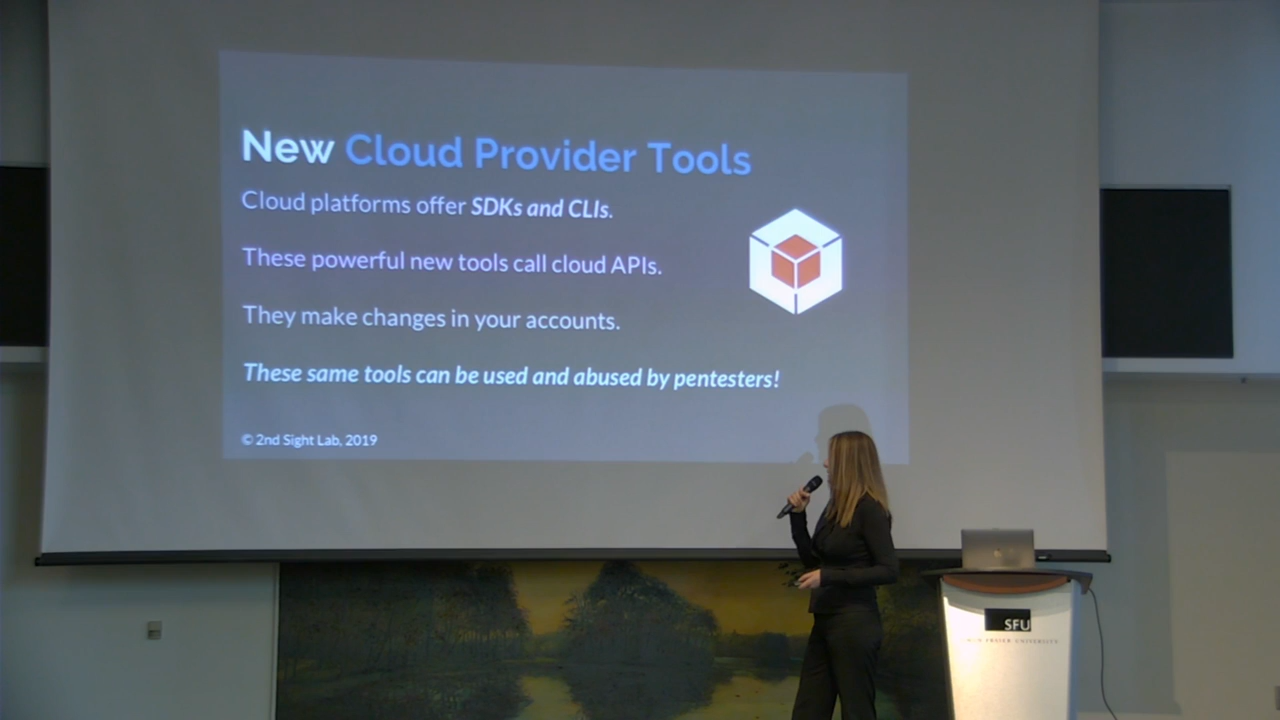 New Cloud Provider Tools
Cloud platforms offer SDKs and CLIs.
These powerful new tools call cloud APIs.
They make changes in your accounts.
These same tools can be used and abused by pentesters!
© 2nd Sight Lab, 2019
SFU
FRASER UNIVERSITY